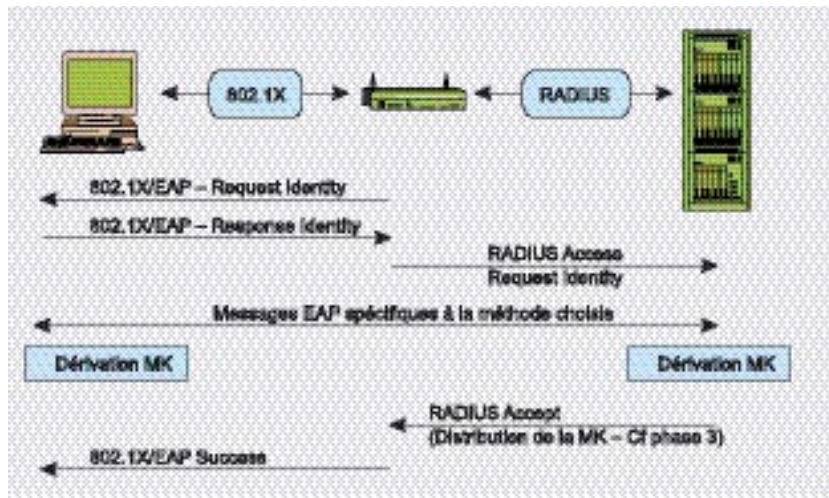 802.1X
RADIUS
802.1X/EAP – Request Identity
802.1X/EAP – Response Identity
RADIUS Access
Request Identity
Messages EAP spécifiques à la méthode choisie
Dérivation MK
Dérivation MK
RADIUS Accept
(Distribution de la MK – Cf phase 3)
802.1X/EAP Success